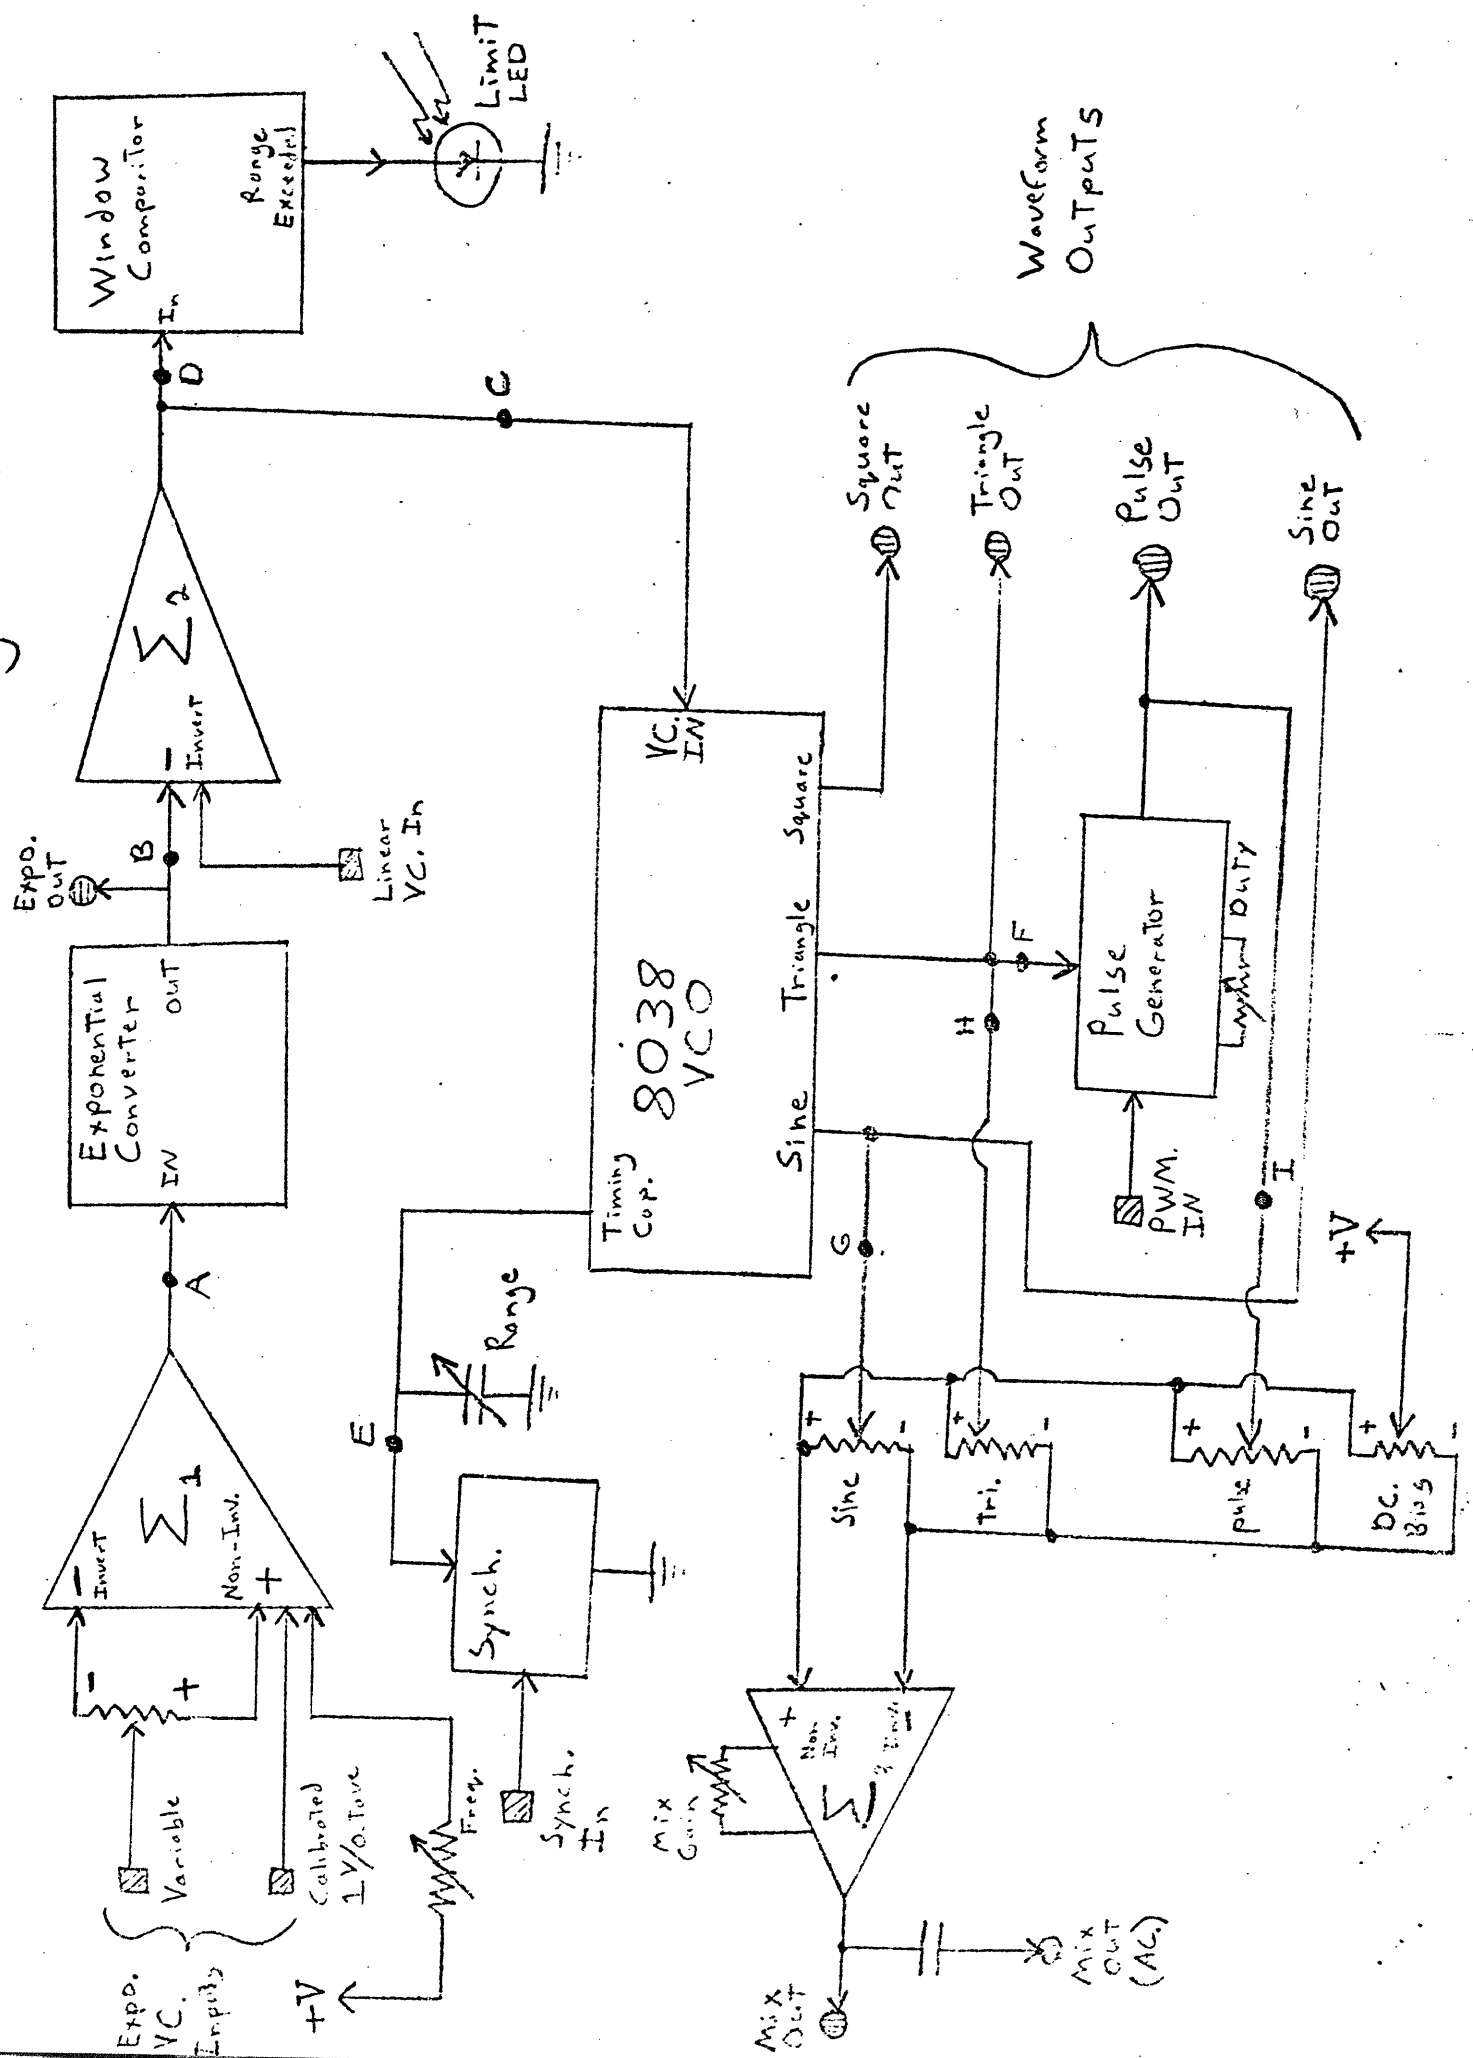 Expo.
VC.
Inputs
Variable
Calibrated
1 V/octave
+V
Freq.
-
+
-
Invert
Σ1
Non-Inv.
+
A
Exponential
Converter
IN
OUT
Expo.
OUT
B
Linear
VC. In
-
Invert
Σ2
D
C
Window
Comparitor
In
Range
Exceeded
Limit
LED
Synch.
In
Synch.
E
Range
Timing
Cap.
8038
VCO
VC.
IN
Sine
Triangle
Square
Square
Out
Triangle
Out
Pulse
Out
Sine
Out
Waveform
Outputs
G
H
F
Pulse
Generator
Duty
PWM.
IN
I
+V
+
-
Sine
+
-
Tri.
+
-
pulse
+
-
DC.
Bias
Mix
Gain
+
Non
Inv.
Σ3
Inv.
-
Mix
Out
Mix
Out
(AC.)